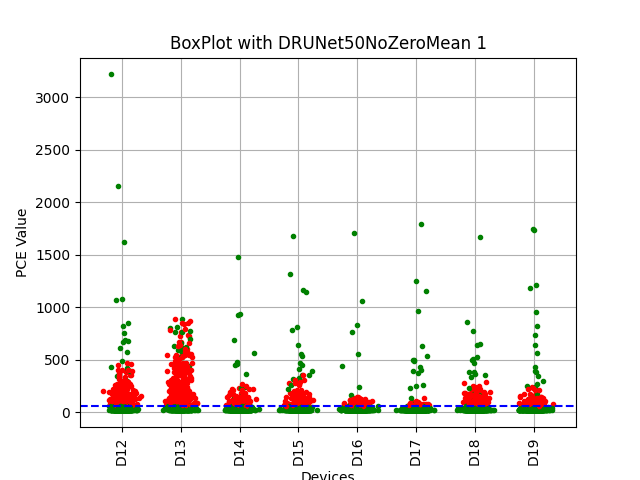 BoxPlot with DRUNet50NoZeroMean 1
PCE Value
3000
2500
2000
1500
1000
500
0
D12 D13 D14 D15 D16 D17 D18 D19
Devices